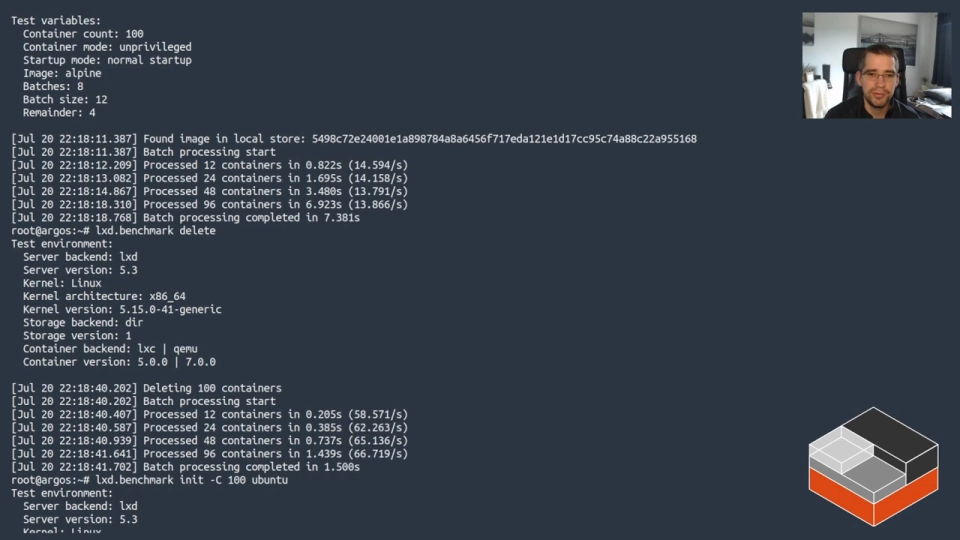 Test variables:
Container count: 100
Container mode: unprivileged
Startup mode: normal startup
Image: alpine
Batches: 8
Batch size: 12
Remainder: 4
[Jul 20 22:18:11.387] Found image in local store: 5498c72e24001e1a898784a8a6456f717eda121e1d17cc95c74a88c22a955168
[Jul 20 22:18:11.387] Batch processing start
[Jul 20 22:18:12.209] Processed 12 containers in 0.822s (14.594/s)
[Jul 20 22:18:13.082] Processed 24 containers in 1.695s (14.158/s)
[Jul 20 22:18:14.867] Processed 48 containers in 3.480s (13.791/s)
[Jul 20 22:18:18.310] Processed 96 containers in 6.923s (13.866/s)
[Jul 20 22:18:18.768] Batch processing completed in 7.381s
root@argos:~# lxd.benchmark delete
Test environment:
Server backend: lxd
Server version: 5.3
Kernel: Linux
Kernel architecture: x86_64
Kernel version: 5.15.0-41-generic
Storage backend: dir
Storage version: 1
Container backend: lxc | qemu
Container version: 5.0.0 | 7.0.0
[Jul 20 22:18:40.202] Deleting 100 containers
[Jul 20 22:18:40.202] Batch processing start
[Jul 20 22:18:40.407] Processed 12 containers in 0.205s (58.571/s)
[Jul 20 22:18:40.587] Processed 24 containers in 0.385s (62.263/s)
[Jul 20 22:18:40.939] Processed 48 containers in 0.737s (65.136/s)
[Jul 20 22:18:41.641] Processed 96 containers in 1.439s (66.719/s)
[Jul 20 22:18:41.702] Batch processing completed in 1.500s
root@argos:~# lxd.benchmark init -C 100 ubuntu
Test environment:
Server backend: lxd
Server version: 5.3
Kernel: Linux